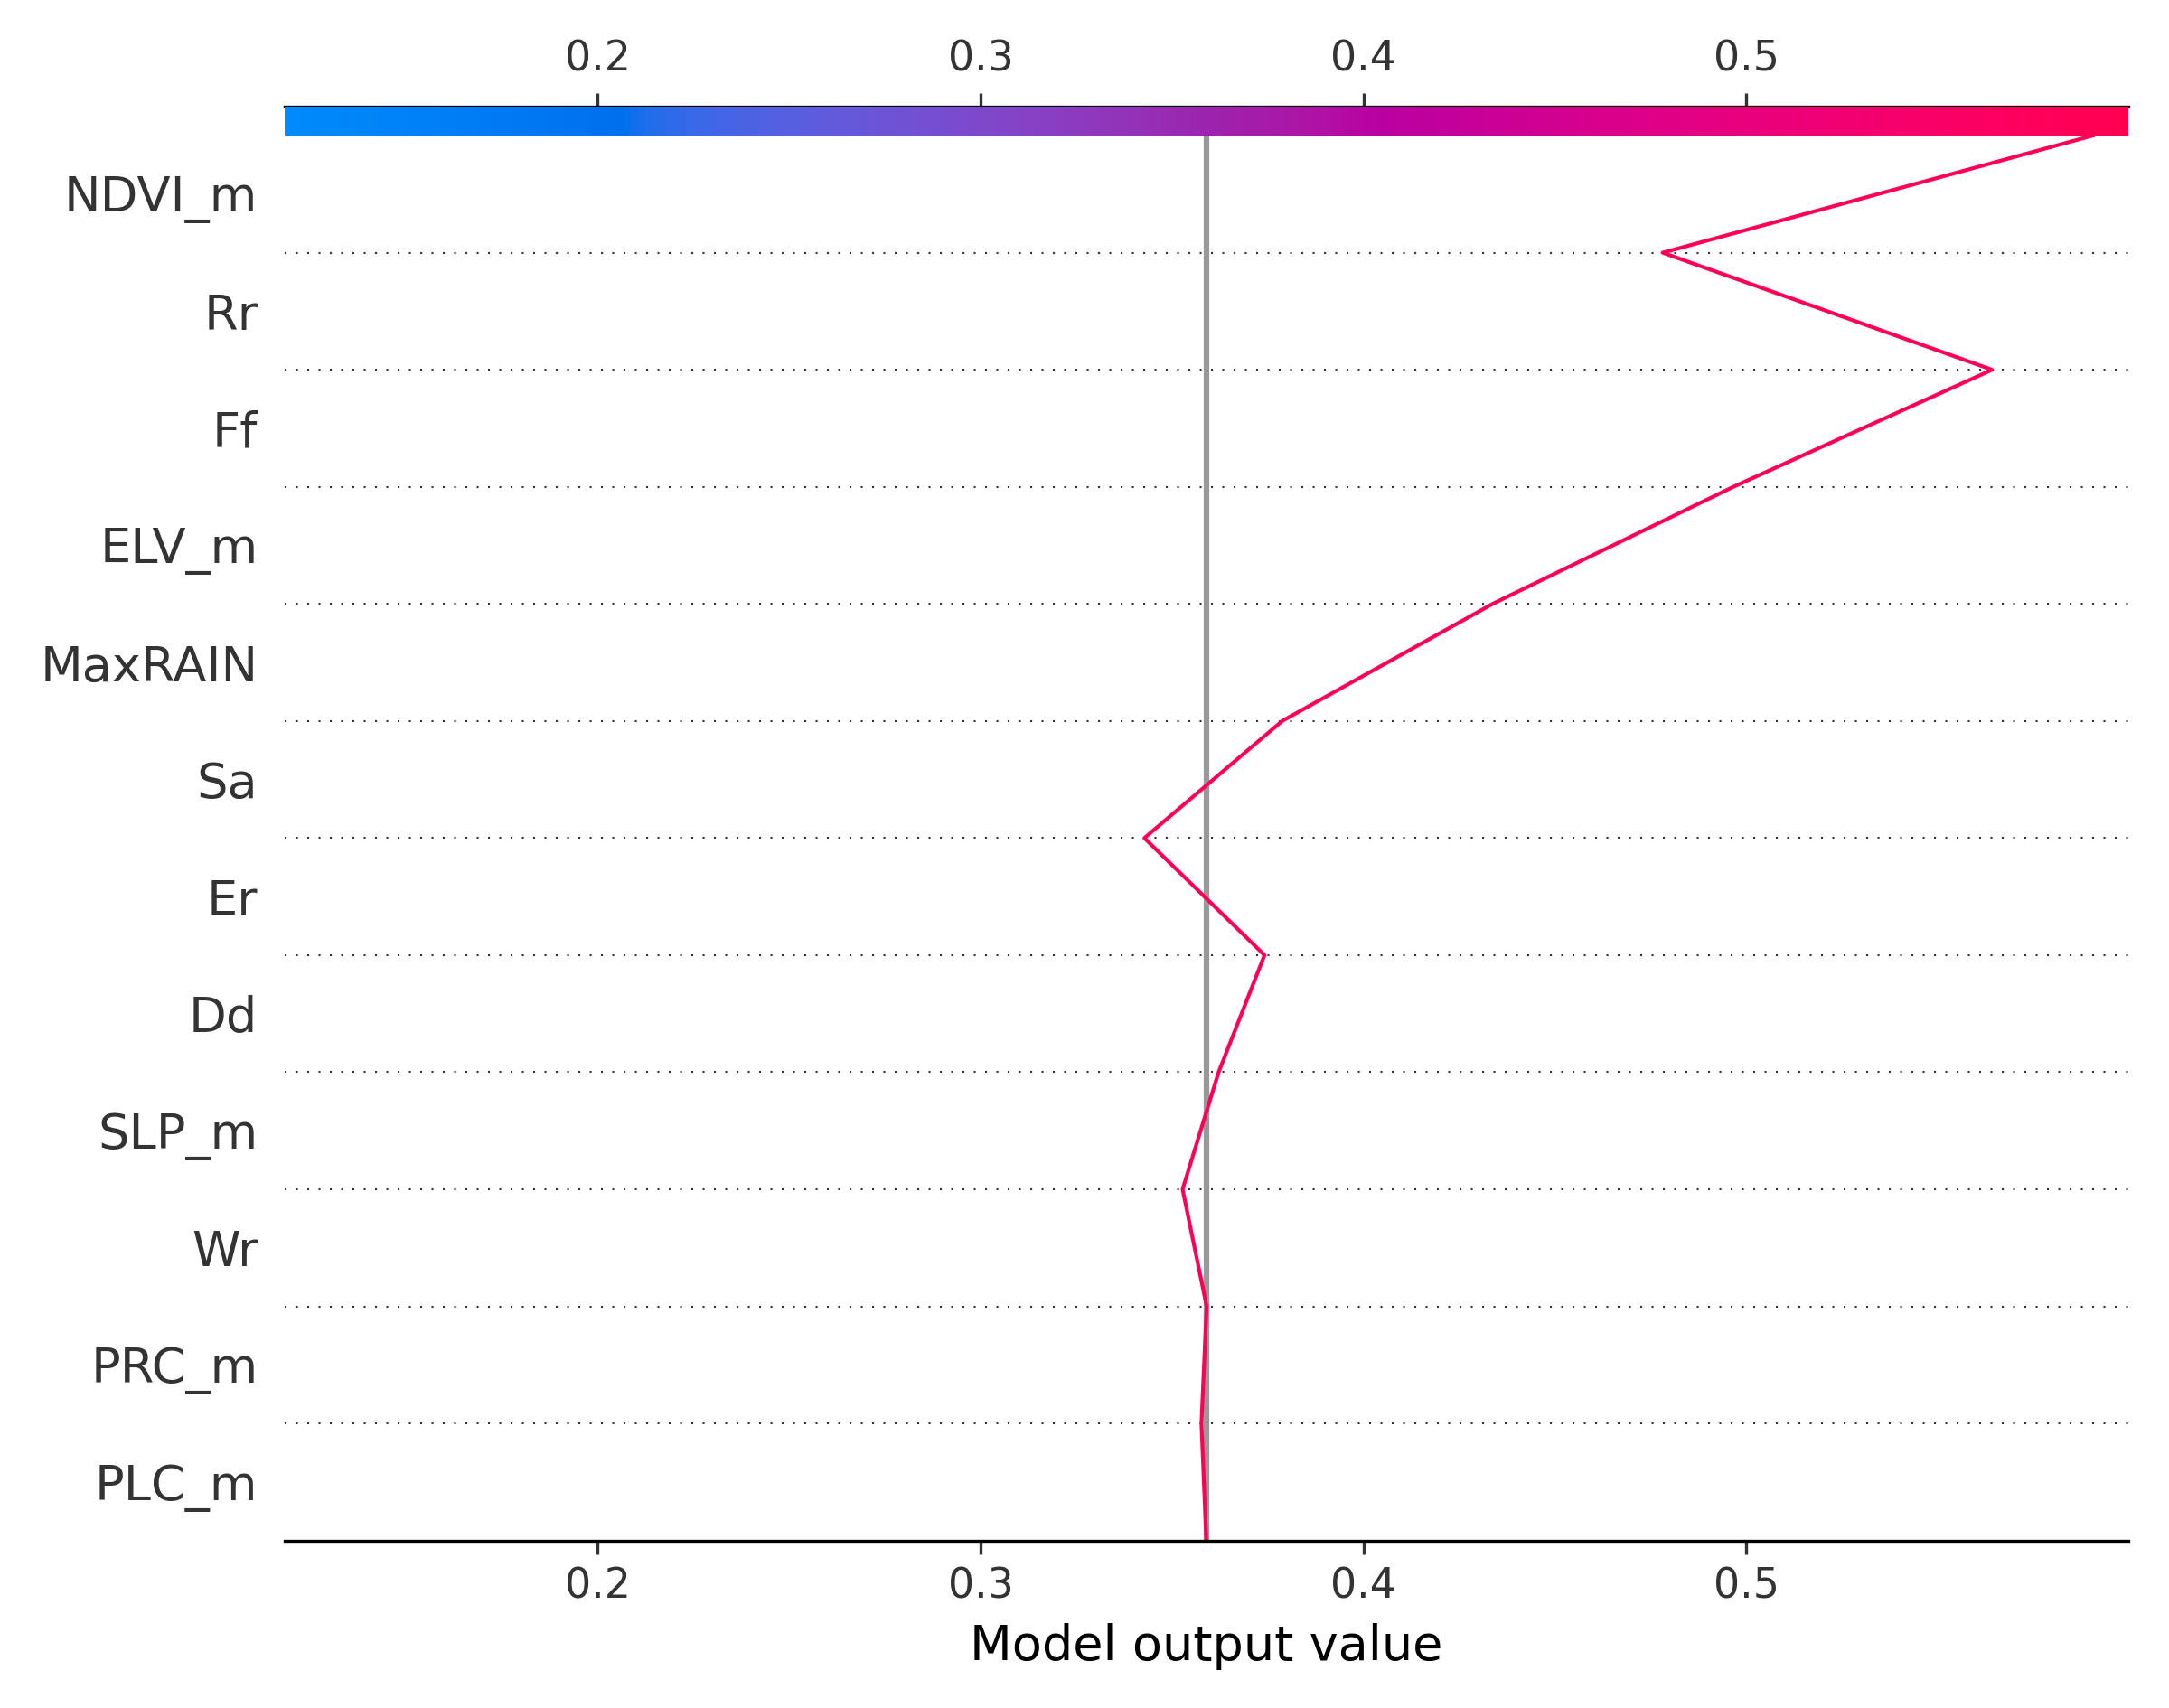 0.2 0.3 0.4 0.5
NDVI_m
Rr
Ff
ELV_m
MaxRAIN
Sa
Er
Dd
SLP_m
Wr
PRC_m
PLC_m
0.2 0.3 0.4 0.5
Model output value